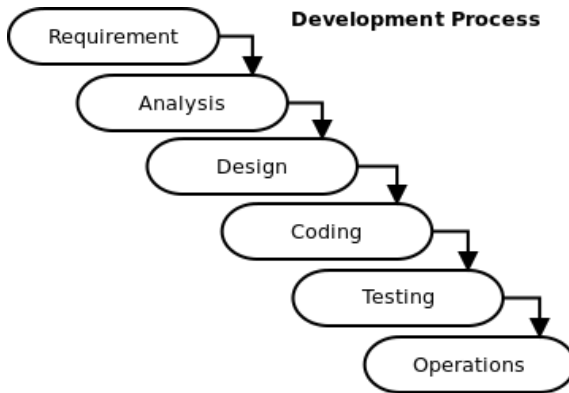 Development Process
Requirement
Analysis
Design
Coding
Testing
Operations